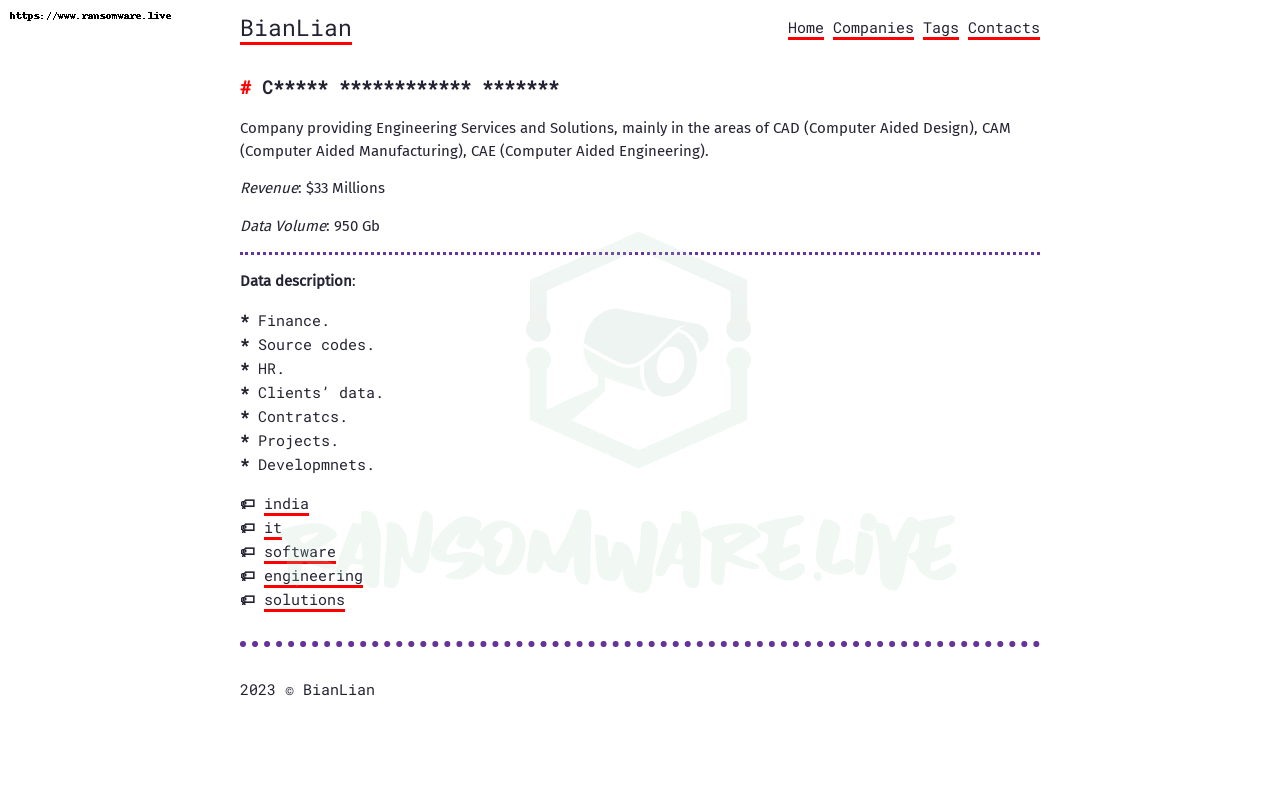 https://www.ransomware.live
BianLian
Home Companies Tags Contacts
# C***** ************ *******
Company providing Engineering Services and Solutions, mainly in the areas of CAD (Computer Aided Design), CAM
(Computer Aided Manufacturing), CAE (Computer Aided Engineering).
Revenue: $33 Millions
Data Volume: 950 Gb
Data description:
* Finance.
* Source codes.
* HR.
* Clients’ data.
* Contratcs.
* Projects.
* Developmnets.
india
it
software
engineering
solutions
RANSOMWARE.LIVE
2023 © BianLian